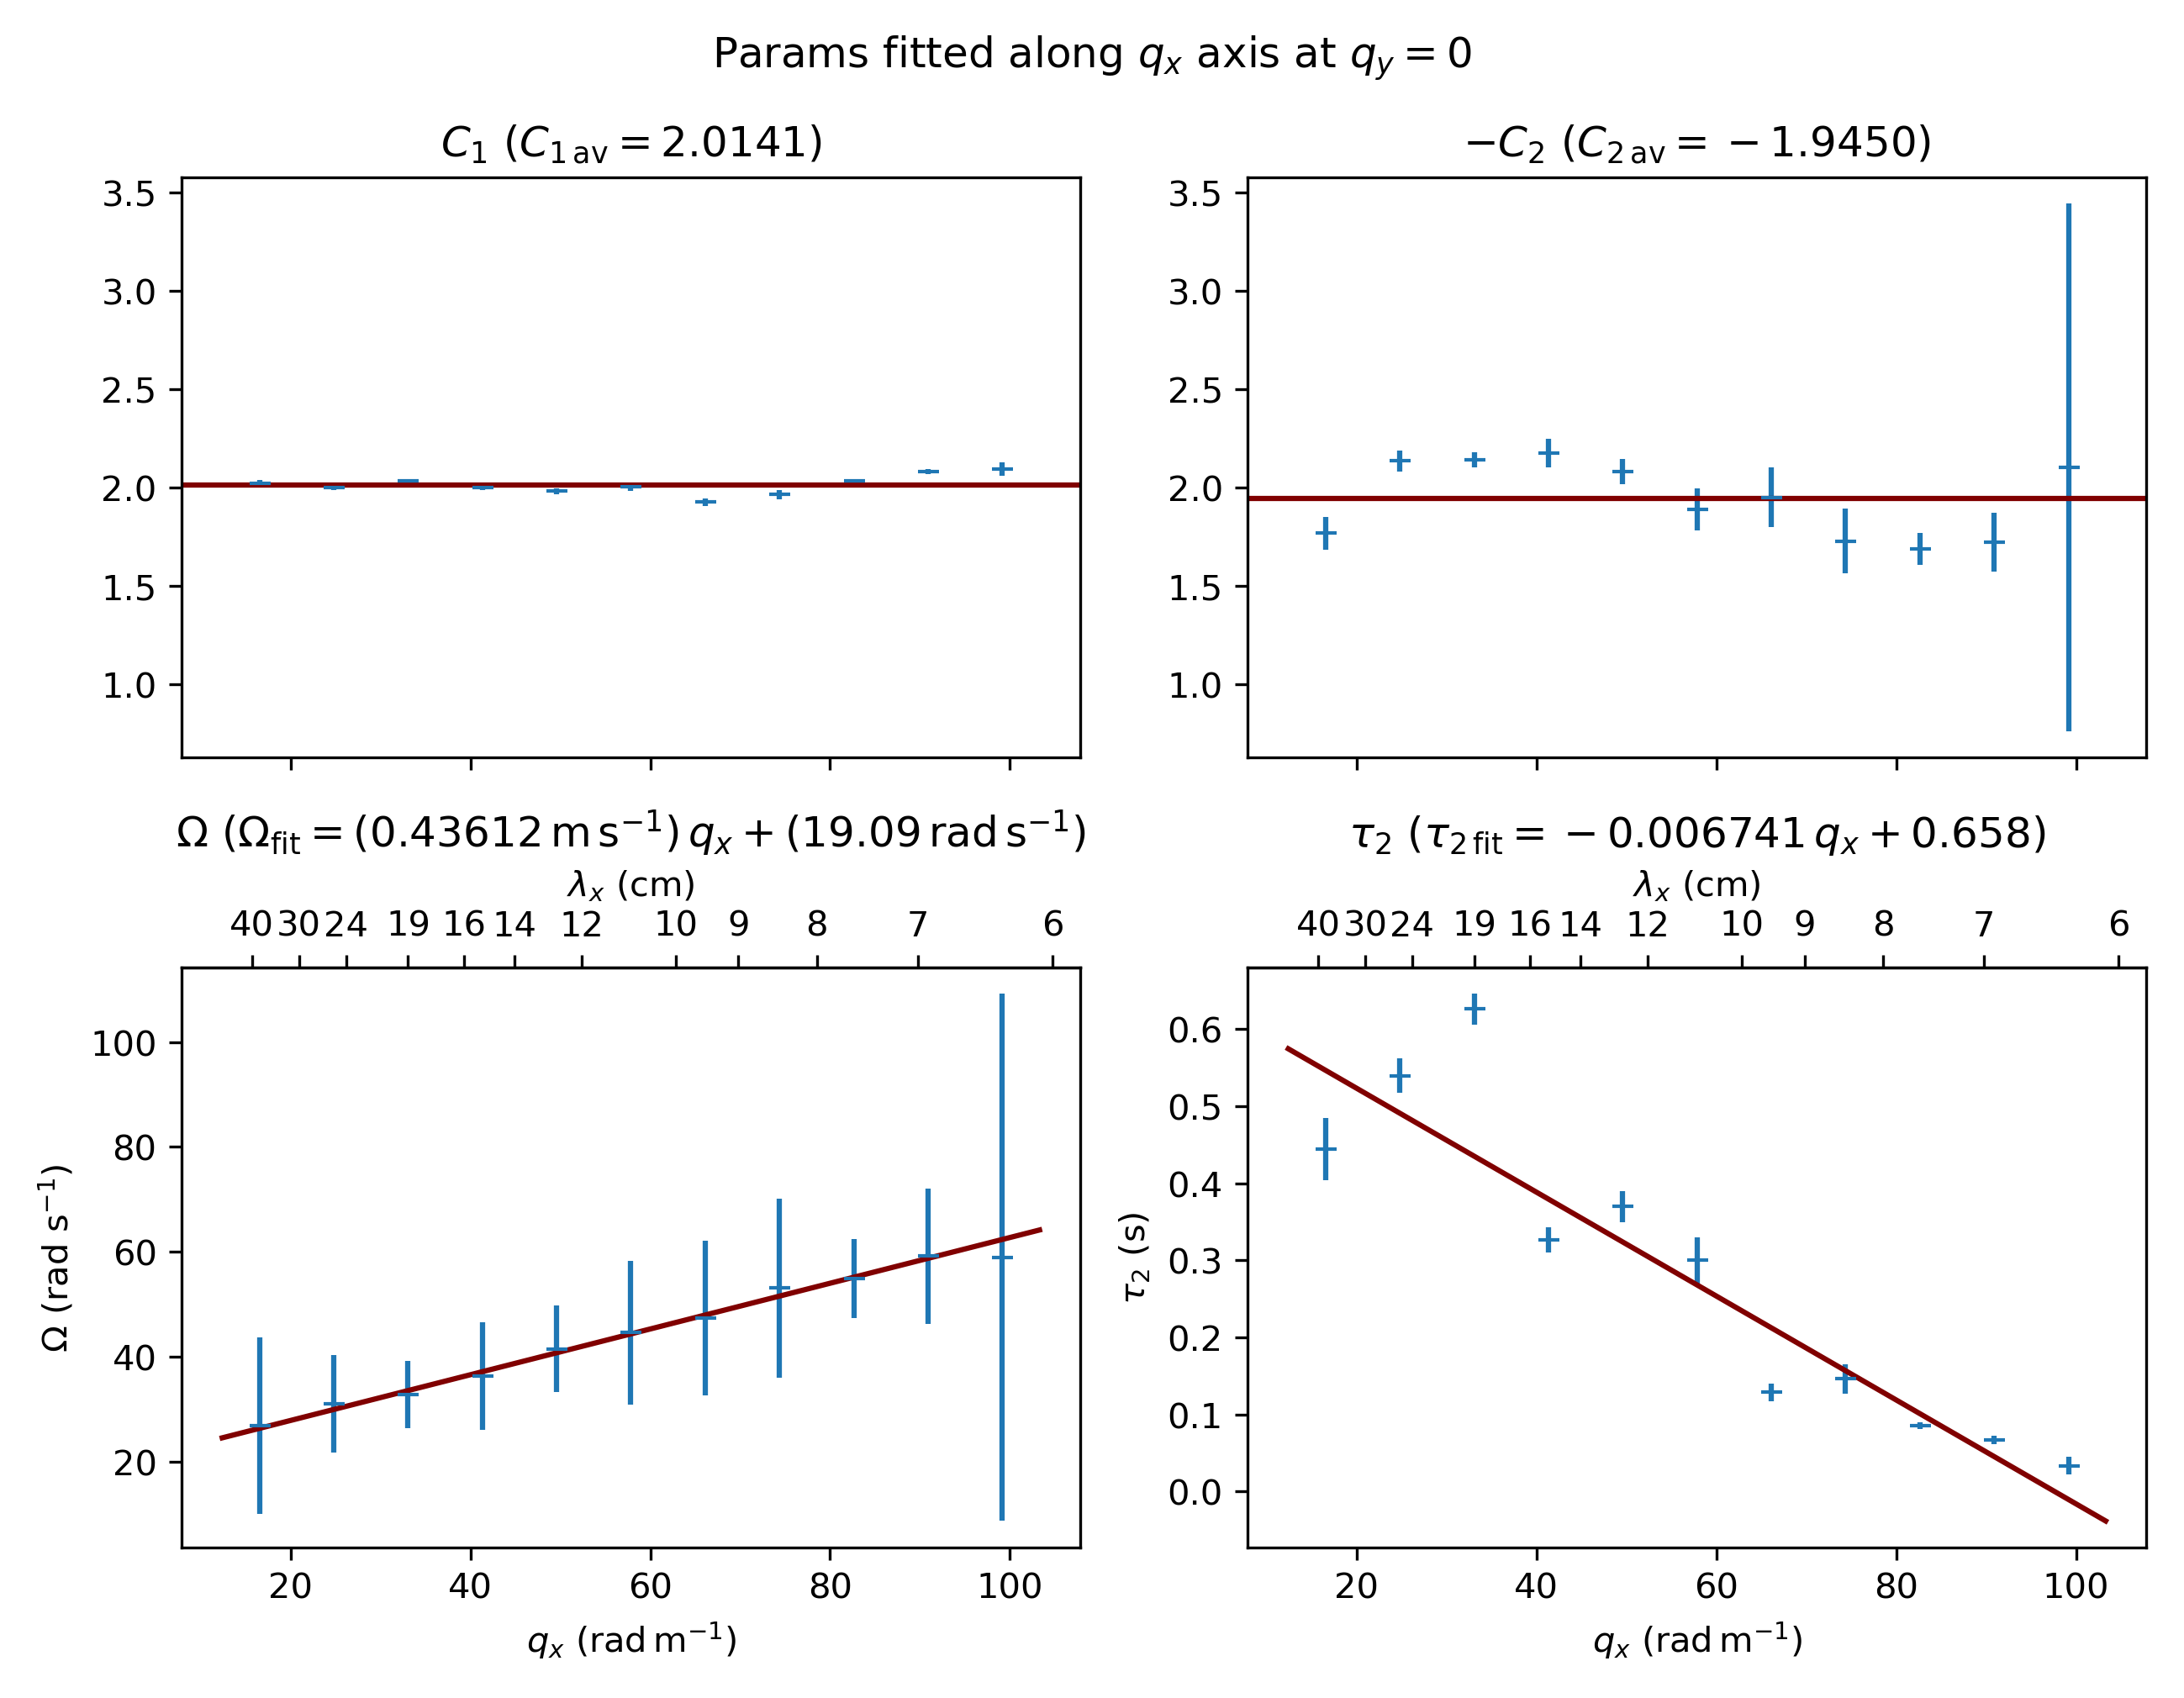 Params fitted along qₓ axis at q_y = 0
C₁ (C₁ ₐᵥ = 2.0141)
3.5
3.0
2.5
2.0
1.5
1.0
−C₂ (C₂ ₐᵥ = −1.9450)
3.5
3.0
2.5
2.0
1.5
1.0
Ω (Ω_fit = (0.43612 m s⁻¹) qₓ + (19.09 rad s⁻¹)
λₓ (cm)
40 30 24 19 16 14 12 10 9 8 7 6
Ω (rad s⁻¹)
100
80
60
40
20
20 40 60 80 100
qₓ (rad m⁻¹)
τ₂ (τ₂ fit = −0.006741 qₓ + 0.658)
λₓ (cm)
40 30 24 19 16 14 12 10 9 8 7 6
τ₂ (s)
0.6
0.5
0.4
0.3
0.2
0.1
0.0
20 40 60 80 100
qₓ (rad m⁻¹)